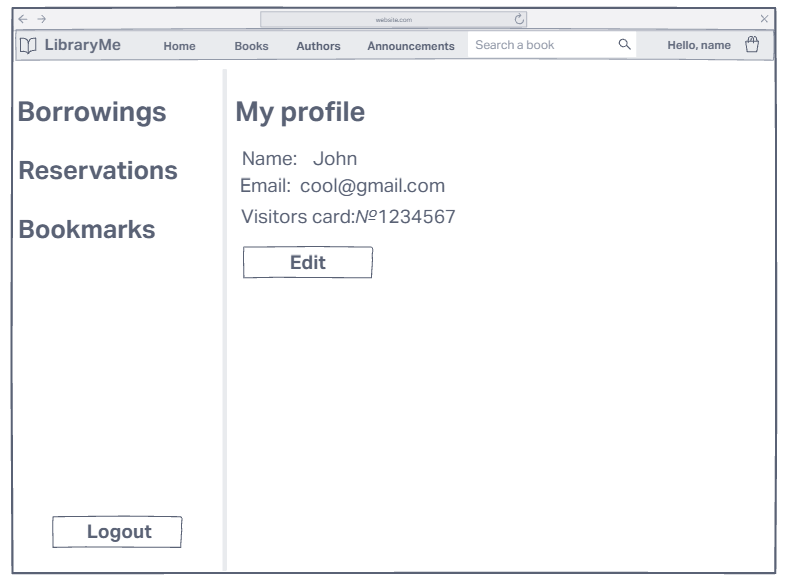 website.com
LibraryMe Home Books Authors Announcements Search a book Hello, name
Borrowings
Reservations
Bookmarks
Logout
My profile
Name: John
Email: cool@gmail.com
Visitors card:№1234567
Edit